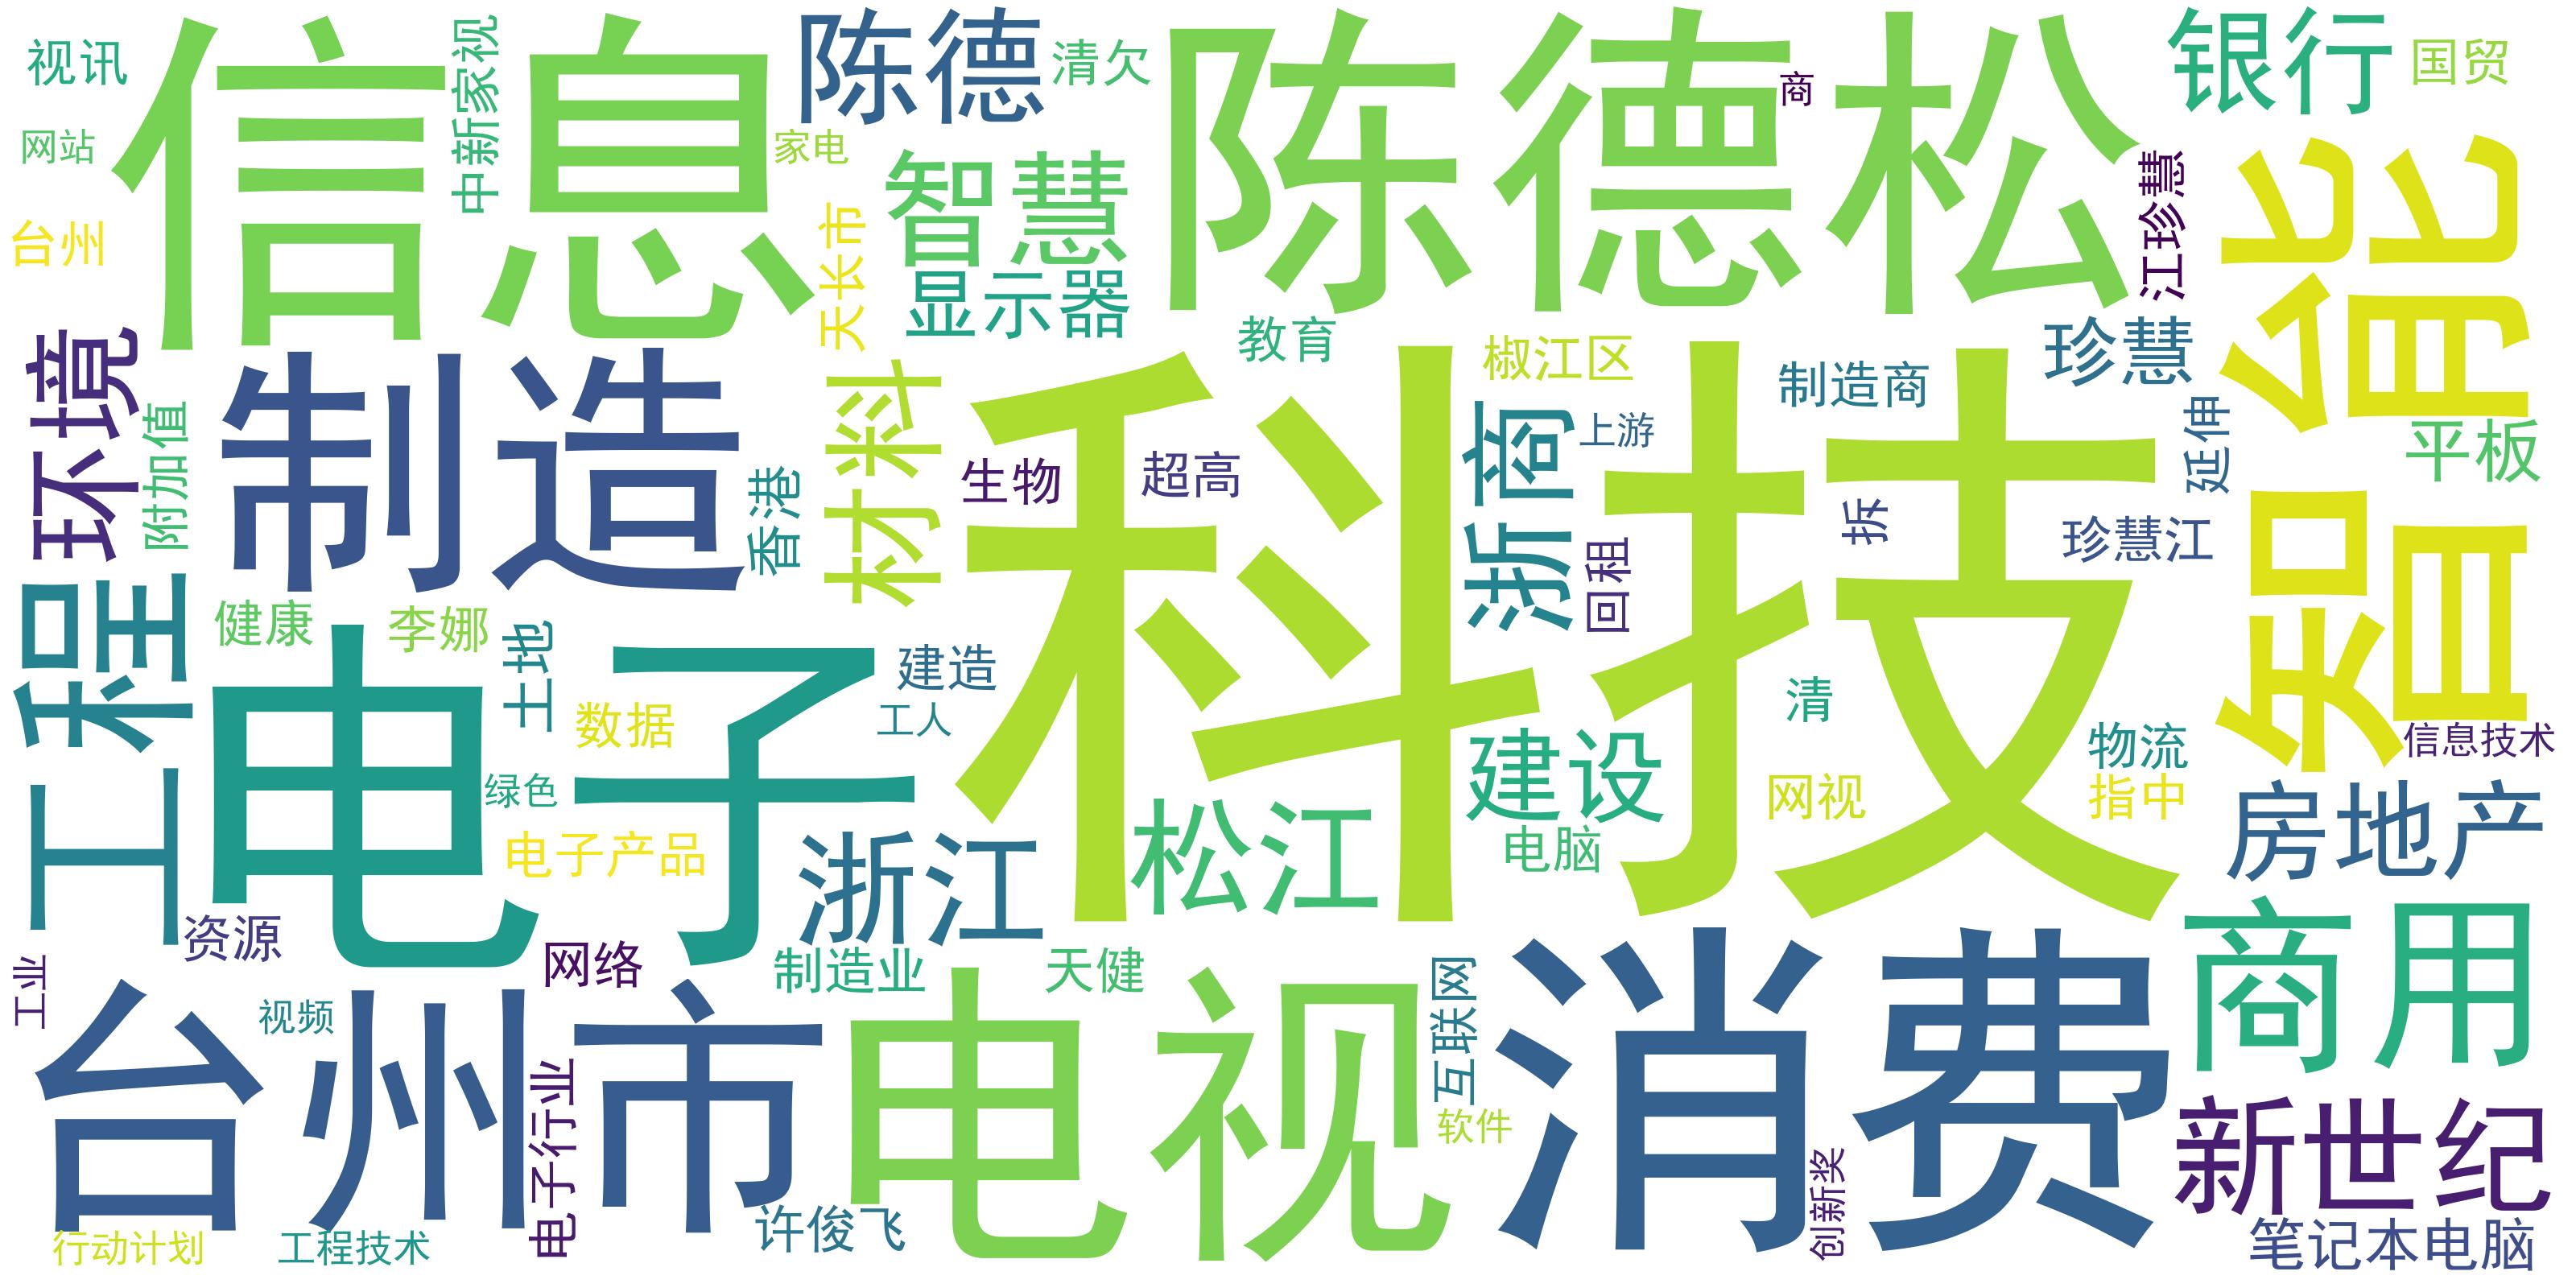 视讯
信息
中新家视
陈德
清欠
陈德松
商
银行
国贸
网站
家电
智慧
江珍慧
智能
台州
天长市
显示器
环境
制造
附加值
香港
材料
教育
椒江区
制造商
珍慧
科技
生物
超高
浙商
上游
回租
拆
延伸
平板
珍慧江
工程
健康
李娜
土地
建造
工人
电子
数据
绿色
电子产品
浙江
松江
建设
电脑
清
网视
物流
指中
信息技术
房地产
资源
网络
制造业
天健
工业
台州市
视频
电子行业
电视
互联网
软件
消费
商用
新世纪
行动计划
工程技术
许俊飞
创新奖
笔记本电脑